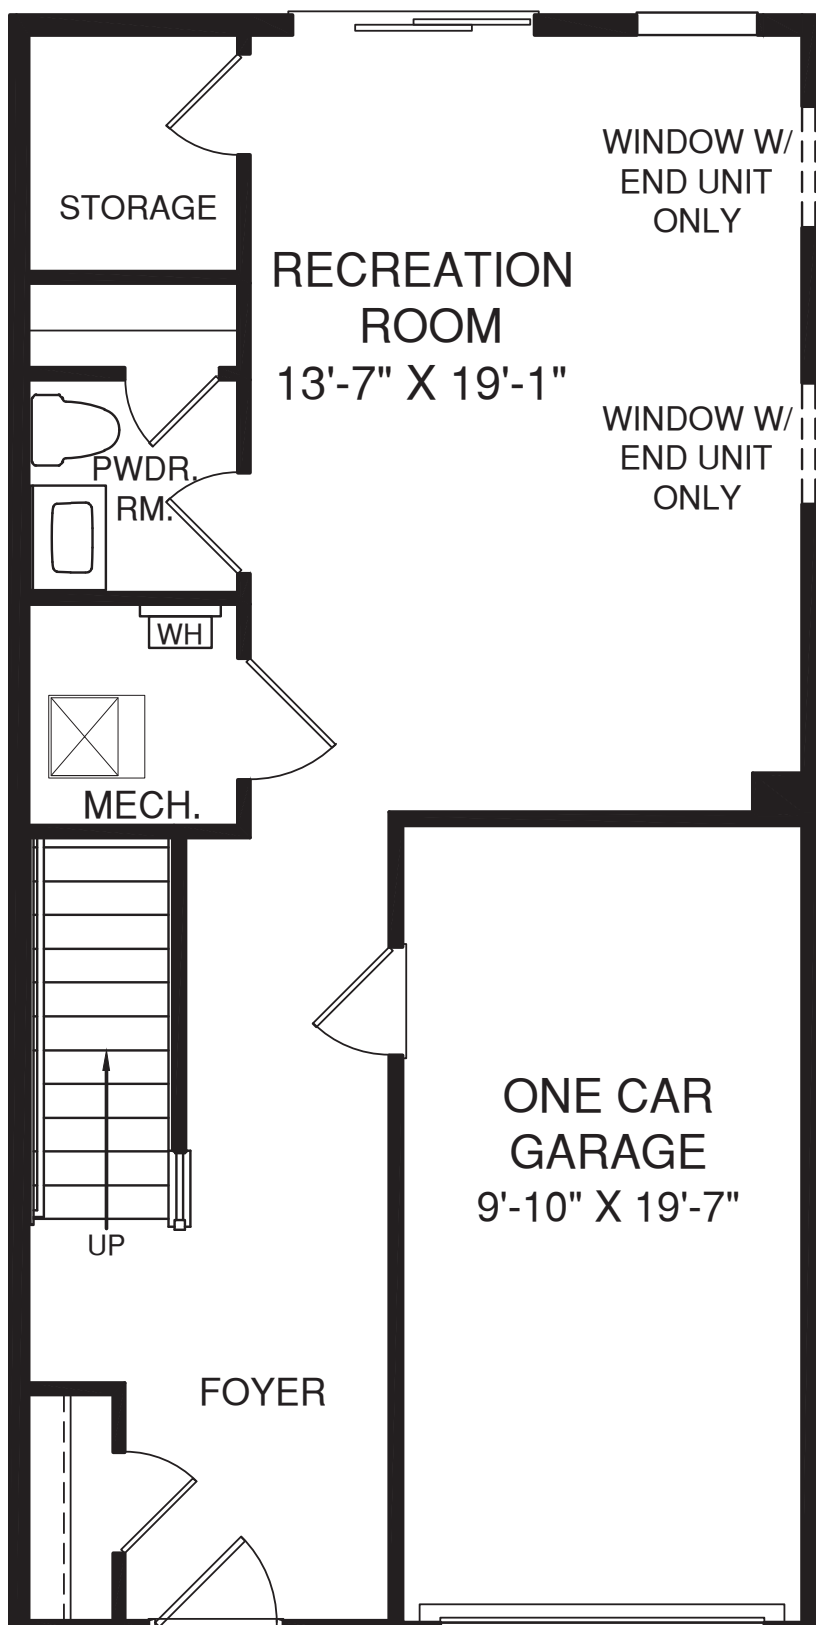 STORAGE
WINDOW W/
END UNIT
ONLY
RECREATION
ROOM
13'-7" X 19'-1"
WINDOW W/
END UNIT
ONLY
PWDR.
RM.
WH
MECH.
ONE CAR
GARAGE
9'-10" X 19'-7"
UP
FOYER